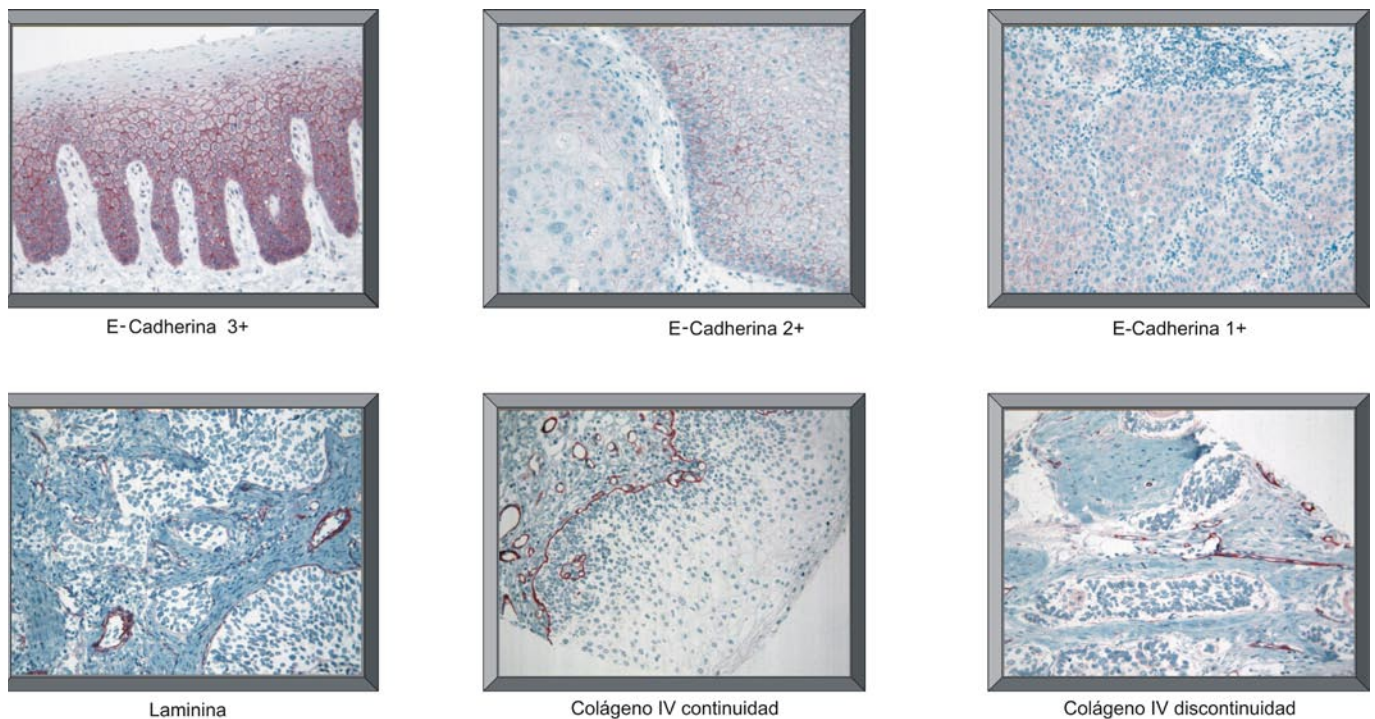 E-Cadherina 3+
E-Cadherina 2+
E-Cadherina 1+
Laminina
Colágeno IV continuidad
Colágeno IV discontinuidad